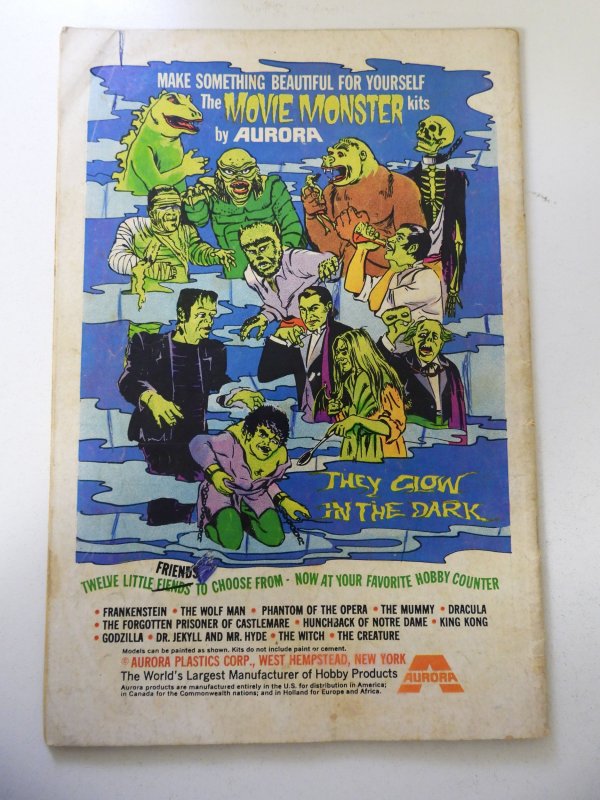 MAKE SOMETHING BEAUTIFUL FOR YOURSELF
The MOVIE MONSTER kits
by AURORA
THEY GLOW
IN THE DARK
FRIENDS
TWELVE LITTLE FIENDS TO CHOOSE FROM - NOW AT YOUR FAVORITE HOBBY COUNTER
• FRANKENSTEIN • THE WOLF MAN • PHANTOM OF THE OPERA • THE MUMMY • DRACULA
• THE FORGOTTEN PRISONER OF CASTLEMARE • HUNCHJACK OF NOTRE DAME • KING KONG
• GODZILLA • DR. JEKYLL AND MR. HYDE • THE WITCH • THE CREATURE
Models can be painted as shown. Kits do not include paint or cement.
© AURORA PLASTICS CORP., WEST HEMPSTEAD, NEW YORK
The World's Largest Manufacturer of Hobby Products
Aurora products are manufactured entirely in the U.S. for distribution in America;
in Canada for the Commonwealth nations; and in Holland for Europe and Africa.
AURORA